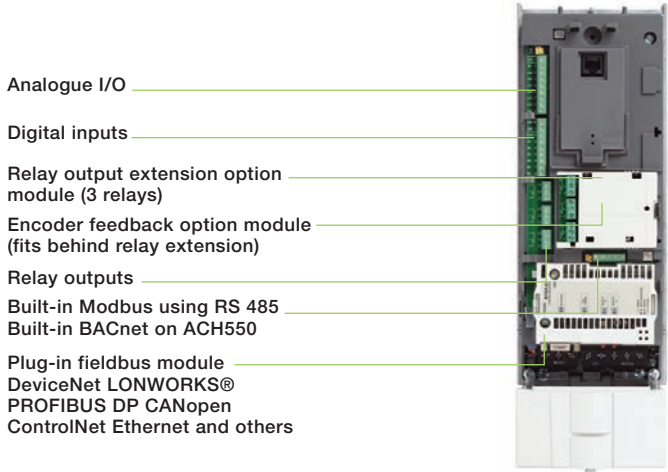 Analogue I/O
Digital inputs
Relay output extension option
module (3 relays)
Encoder feedback option module
(fits behind relay extension)
Relay outputs
Built-in Modbus using RS 485
Built-in BACnet on ACH550
Plug-in fieldbus module
DeviceNet LONWORKS®
PROFIBUS DP CANopen
ControlNet Ethernet and others